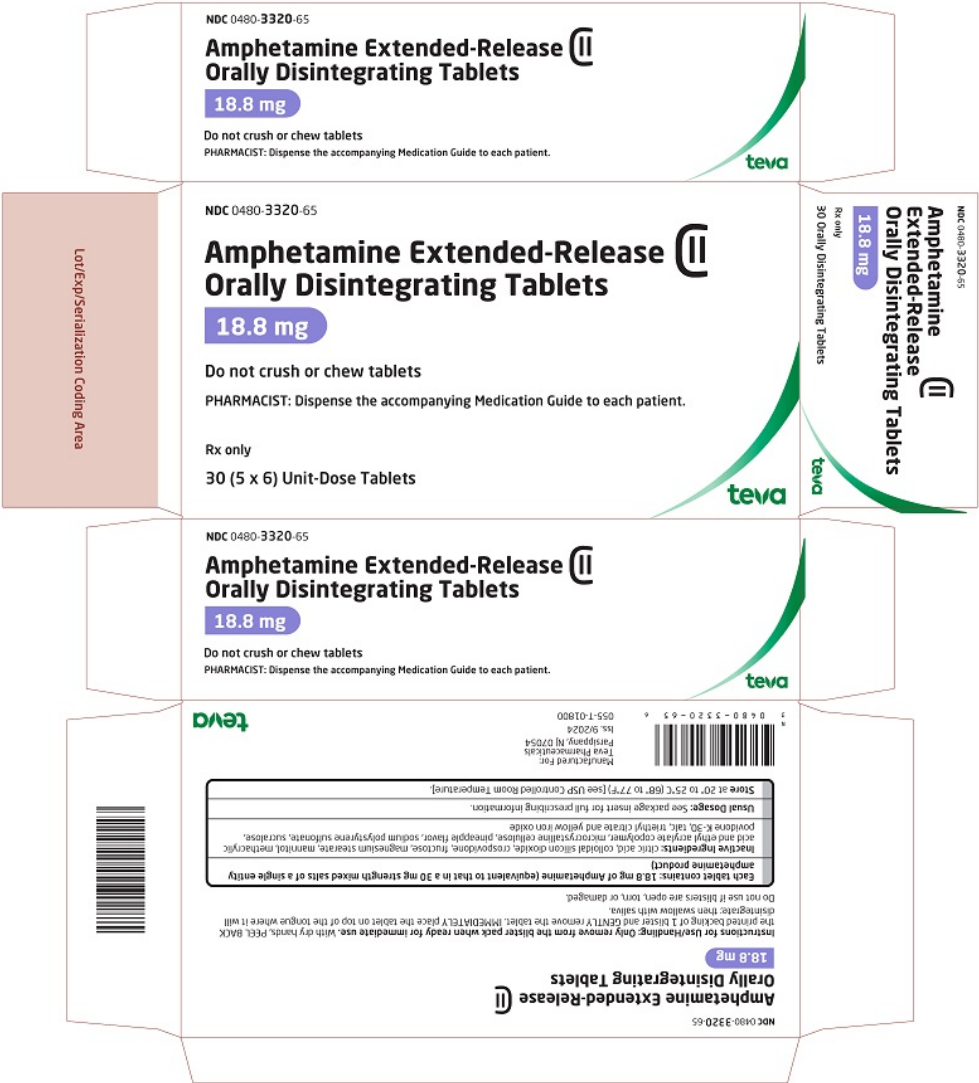 NDC 0480-3320-65
Amphetamine Extended-Release CII
Orally Disintegrating Tablets
18.8 mg
Do not crush or chew tablets
PHARMACIST: Dispense the accompanying Medication Guide to each patient.
teva
Lot/Exp/Serialization Coding Area
NDC 0480-3320-65
Amphetamine Extended-Release CII
Orally Disintegrating Tablets
18.8 mg
Do not crush or chew tablets
PHARMACIST: Dispense the accompanying Medication Guide to each patient.
Rx only
30 (5 x 6) Unit-Dose Tablets
teva
NDC 0480-3320-65
Amphetamine
Extended-Release CII
Orally Disintegrating Tablets
18.8 mg
Rx only
30 Orally Disintegrating Tablets
teva
NDC 0480-3320-65
Amphetamine Extended-Release CII
Orally Disintegrating Tablets
18.8 mg
Do not crush or chew tablets
PHARMACIST: Dispense the accompanying Medication Guide to each patient.
teva
NDC 0480-3320-65
Amphetamine Extended-Release CII
Orally Disintegrating Tablets
18.8 mg
Instructions for Use/Handling: Only remove from the blister pack when ready for immediate use. With dry hands, PEEL BACK
the printed backing of 1 blister and GENTLY remove the tablet. IMMEDIATELY place the tablet on top of the tongue where it will
disintegrate; then swallow with saliva.
Do not use if blisters are open, torn, or damaged.
Each tablet contains: 18.8 mg of Amphetamine (equivalent to that in a 30 mg strength mixed salts of a single entity
amphetamine product)
Inactive Ingredients: citric acid, colloidal silicon dioxide, crospovidone, fructose, magnesium stearate, mannitol, methacrylic
acid and ethyl acrylate copolymer, microcrystalline cellulose, pineapple flavor, sodium polystyrene sulfonate, sucralose,
povidone K-30, talc, triethyl citrate and yellow iron oxide
Usual Dosage: See package insert for full prescribing information.
Store at 20° to 25°C (68° to 77°F) [see USP Controlled Room Temperature].
Manufactured For:
Teva Pharmaceuticals
Parsippany, NJ 07054
Iss. 9/2024
055-T-01800
N
3 0480-3320-65 6
teva